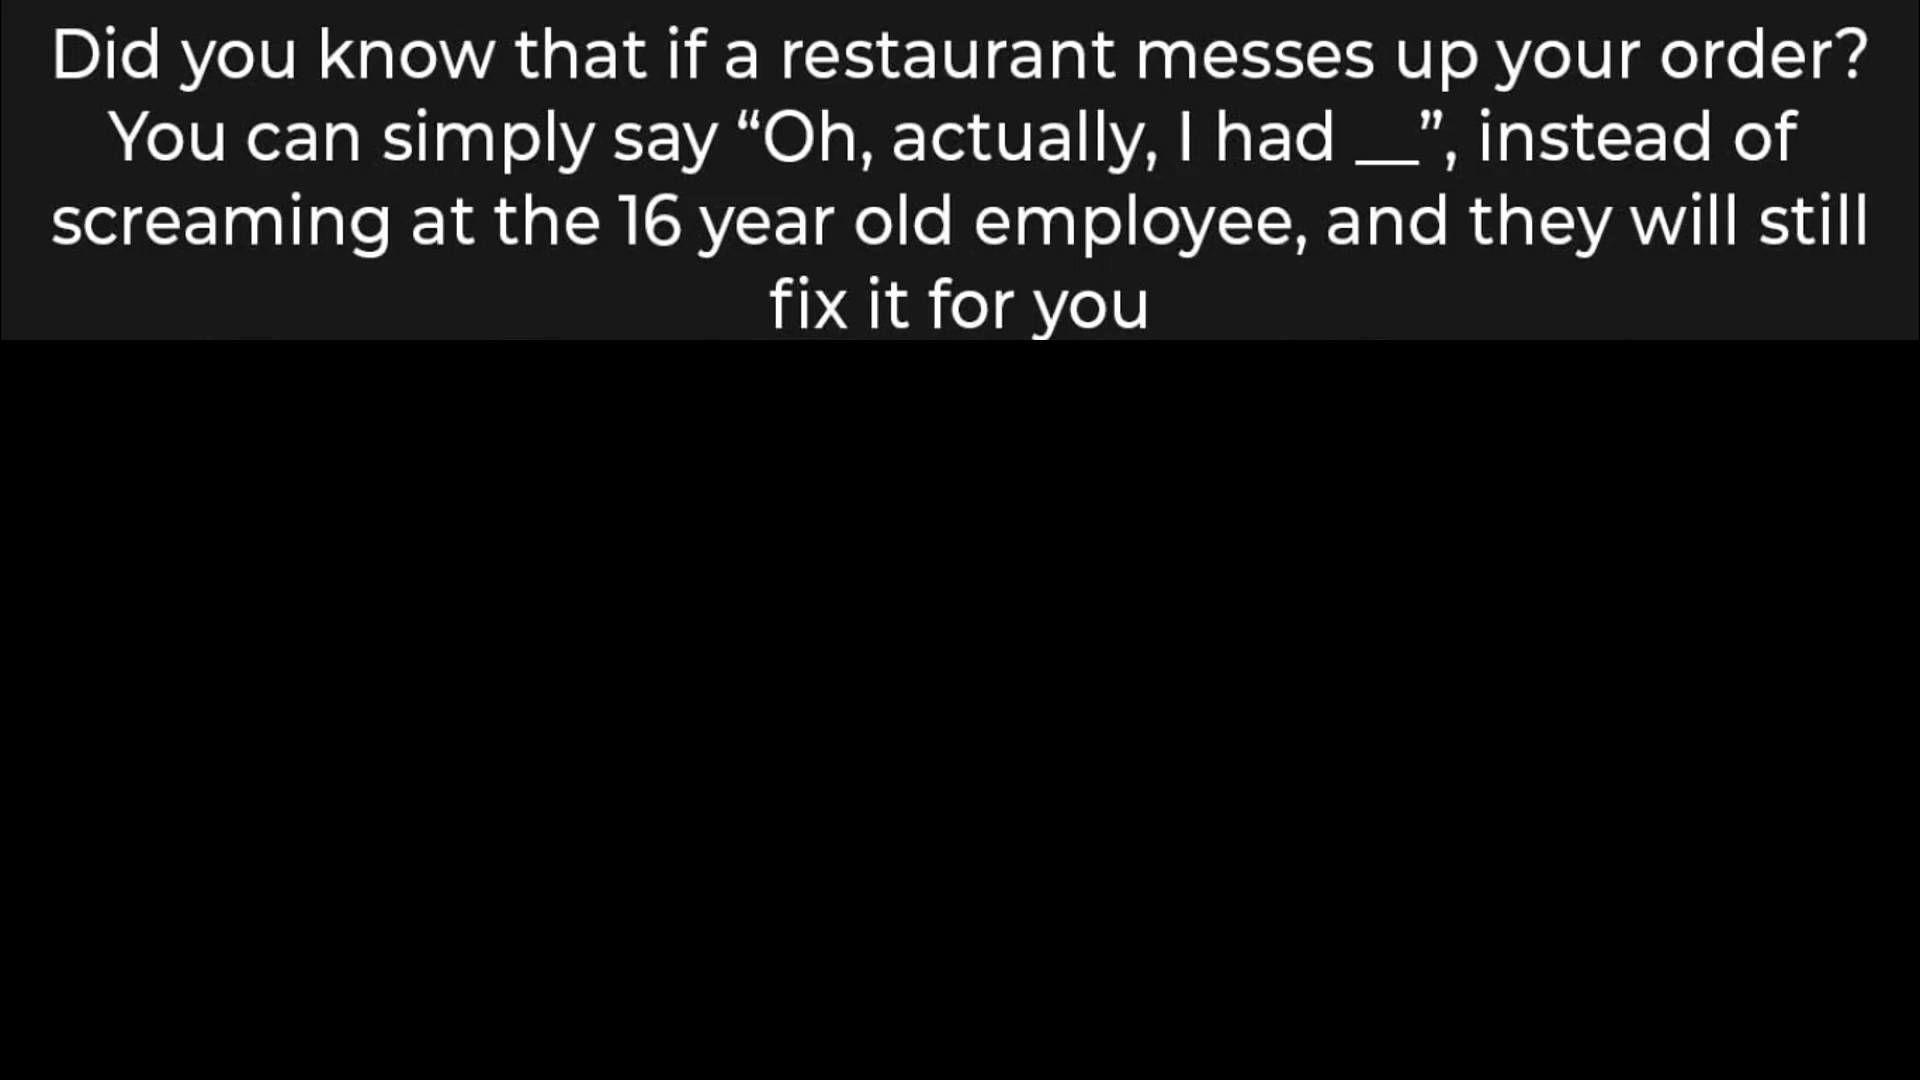 Did you know that if a restaurant messes up your order?
You can simply say “Oh, actually, I had __”, instead of
screaming at the 16 year old employee, and they will still
fix it for you